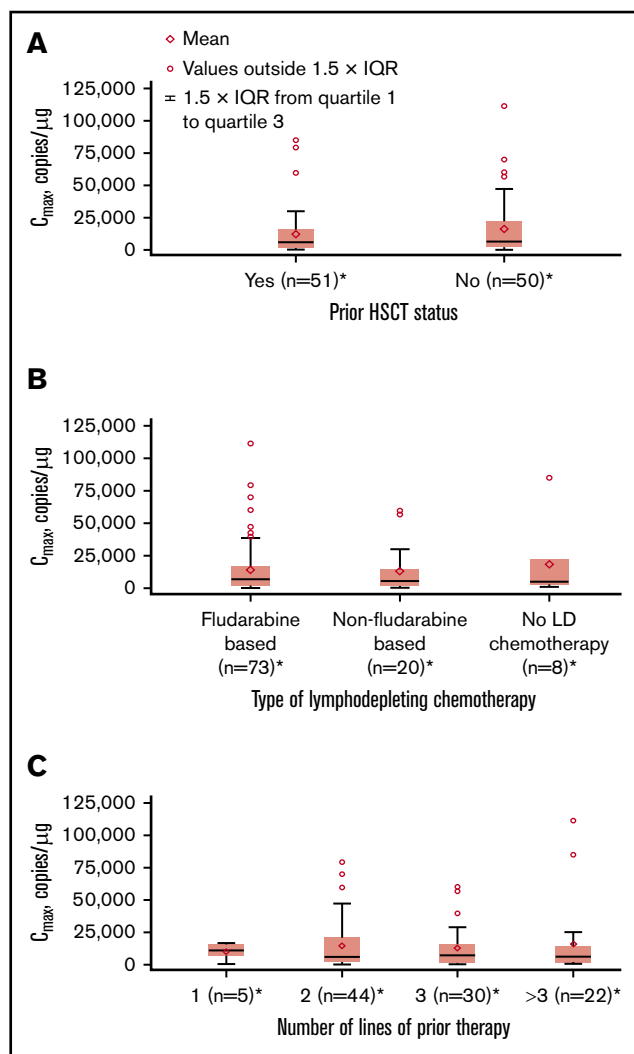 A
Mean
Values outside 1.5 × IQR
1.5 × IQR from quartile 1
to quartile 3
125,000
100,000
75,000
50,000
25,000
0
Cmax, copies/μg
Yes (n=51)*
No (n=50)*
Prior HSCT status
B
125,000
100,000
75,000
50,000
25,000
0
Cmax, copies/μg
Fludarabine based (n=73)*
Non-fludarabine based (n=20)*
No LD chemotherapy (n=8)*
Type of lymphodepleting chemotherapy
C
125,000
100,000
75,000
50,000
25,000
0
Cmax, copies/μg
1 (n=5)*
2 (n=44)*
3 (n=30)*
>3 (n=22)*
Number of lines of prior therapy